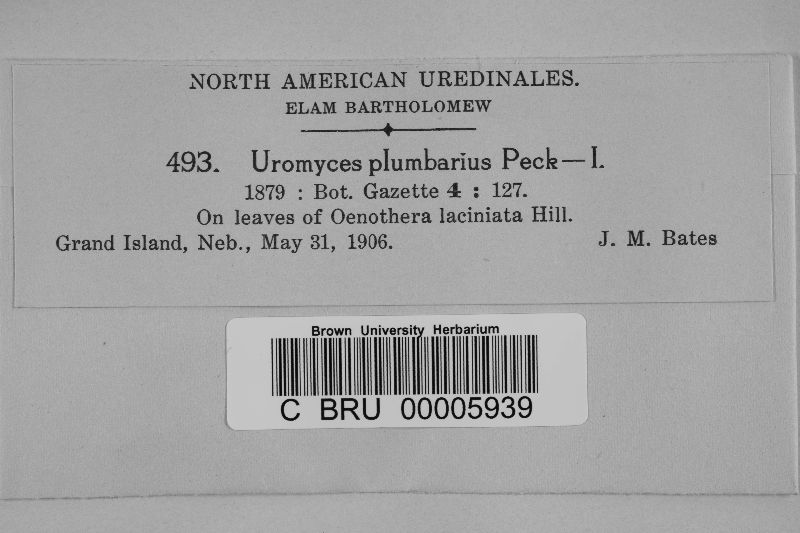 NORTH AMERICAN UREDINALES.
ELAM BARTHOLOMEW
493. Uromyces plumbarius Peck—I.
1879 : Bot. Gazette 4 : 127.
On leaves of Oenothera laciniata Hill.
Grand Island, Neb., May 31, 1906. J. M. Bates
Brown University Herbarium
C BRU 00005939